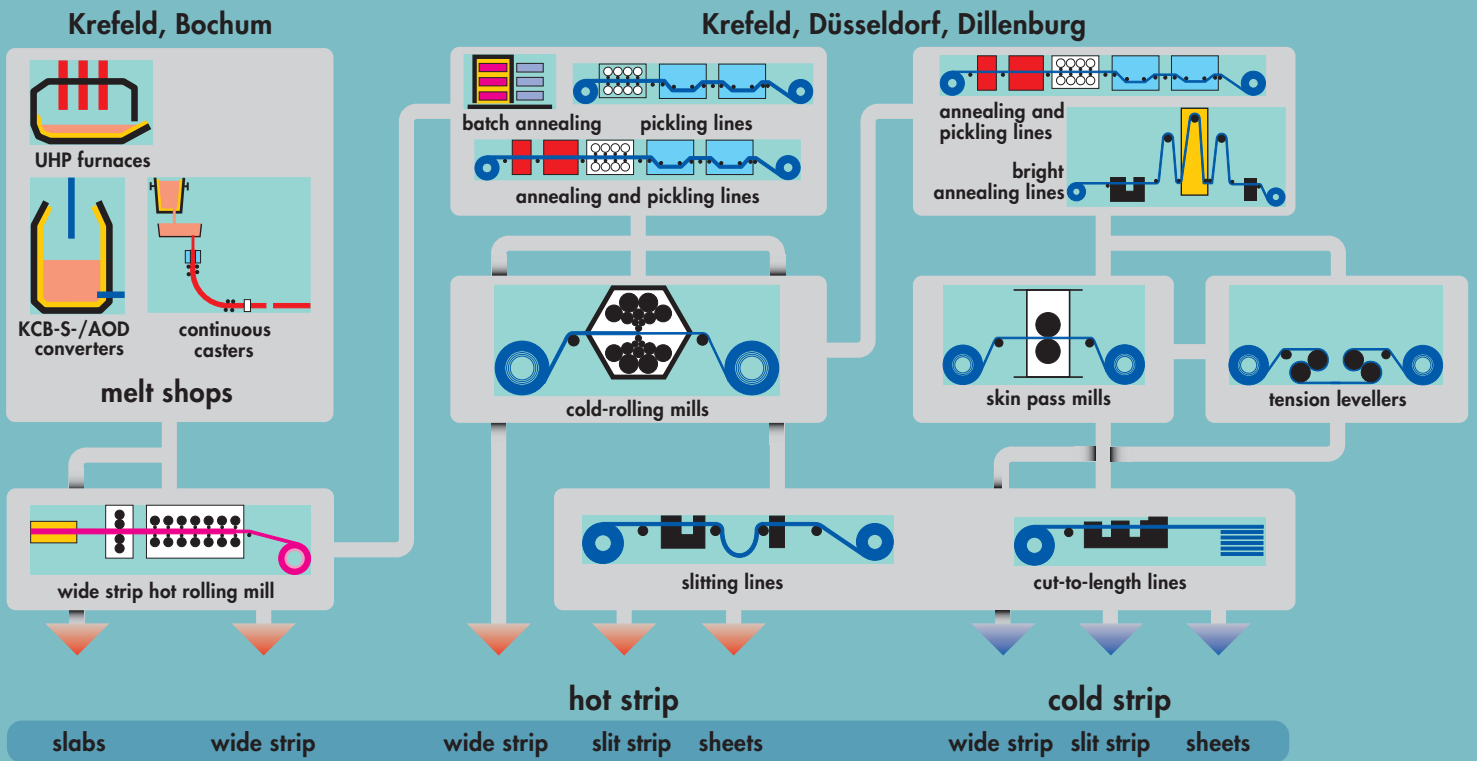 Krefeld, Bochum
UHP furnaces
KCB-S-/AOD
converters
continuous
casters
melt shops
wide strip hot rolling mill
Krefeld, Düsseldorf, Dillenburg
batch annealing
pickling lines
annealing and pickling lines
annealing and
pickling lines
bright
annealing lines
cold-rolling mills
skin pass mills
tension levellers
slitting lines
cut-to-length lines
hot strip
cold strip
slabs
wide strip
wide strip
slit strip
sheets
wide strip
slit strip
sheets